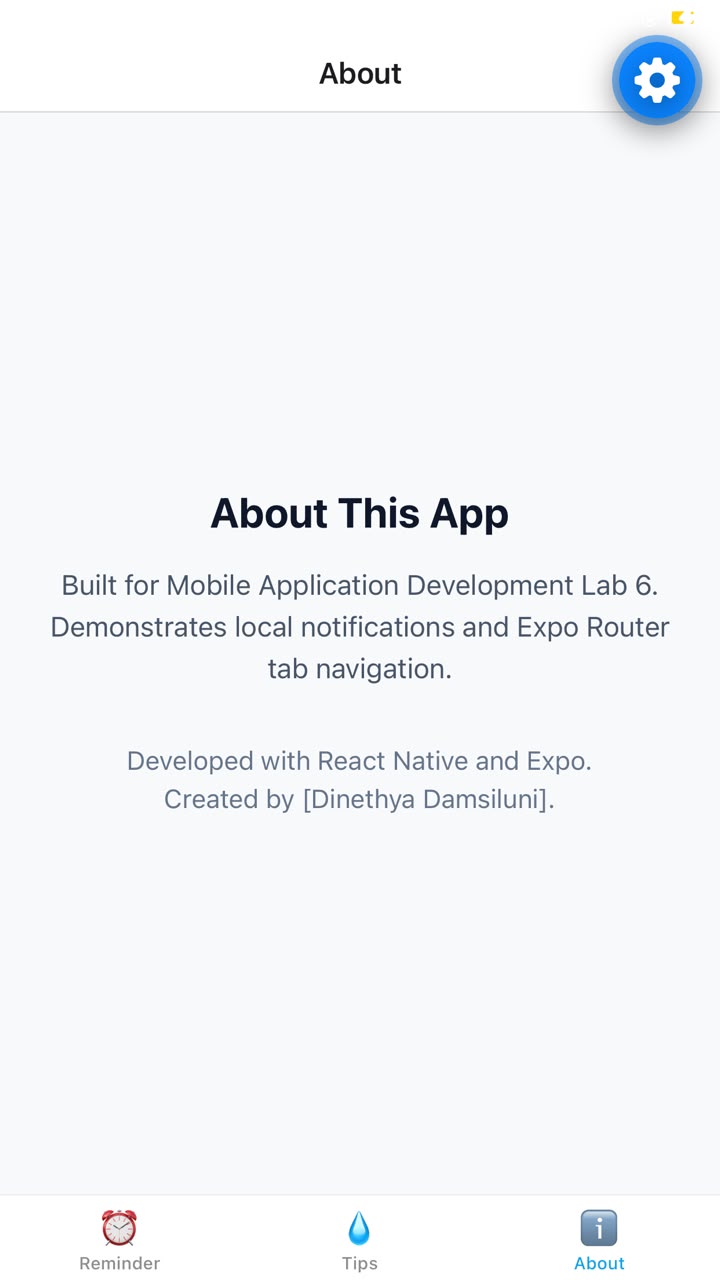 About
About This App
Built for Mobile Application Development Lab 6.
Demonstrates local notifications and Expo Router
tab navigation.
Developed with React Native and Expo.
Created by [Dinethya Damsiluni].
Reminder
Tips
About